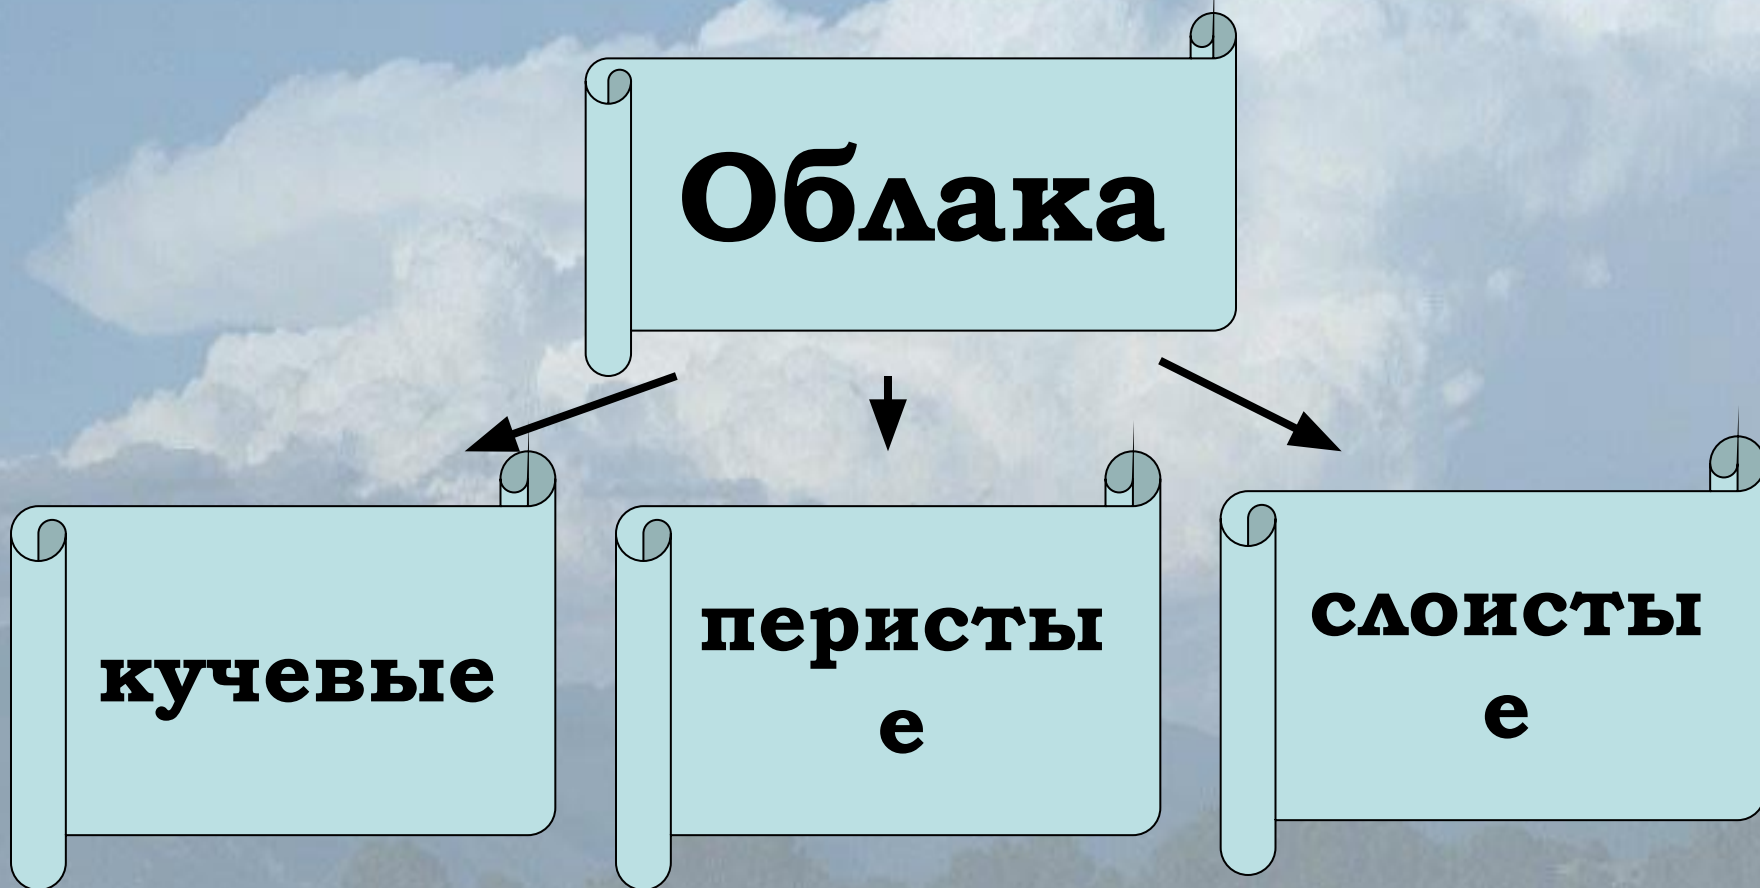 Облака
кучевые
перисты
е
слоисты
е